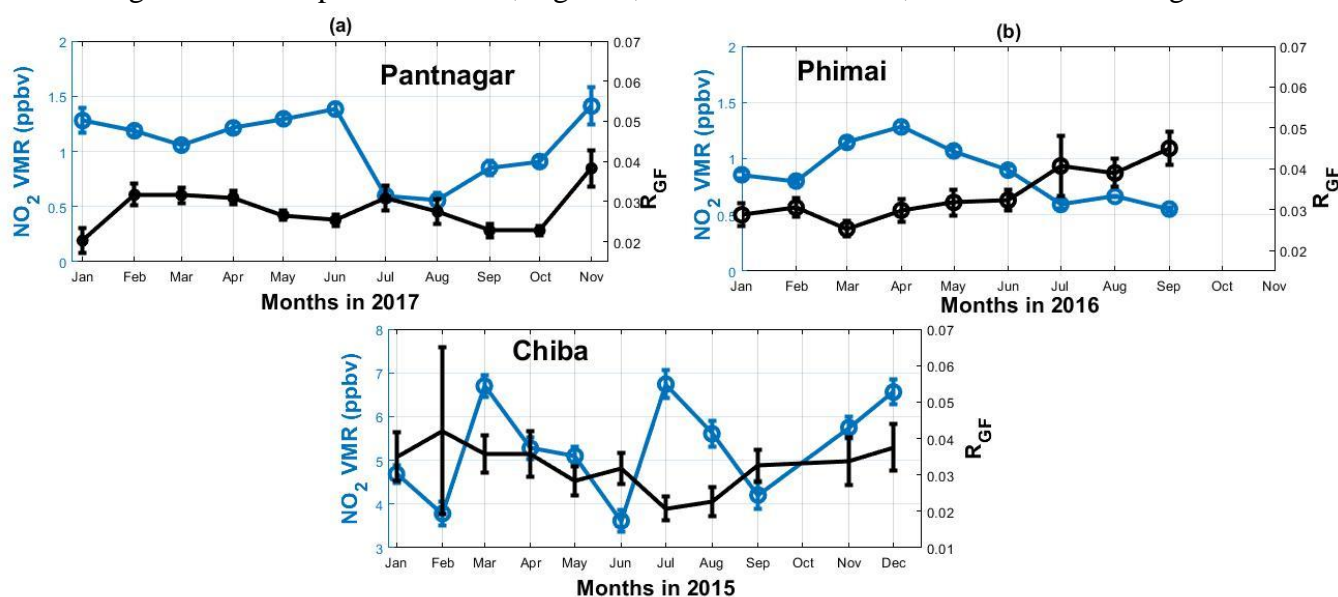 (a)
Pantnagar
NO2 VMR (ppbv)
2
1.5
1
0.5
0
0.07
0.06
0.05
0.04
0.03
0.02
RGF
Jan Feb Mar Apr May Jun Jul Aug Sep Oct Nov
Months in 2017
(b)
Phimai
NO2 VMR (ppbv)
2
1.5
1
0.5
0
0.07
0.06
0.05
0.04
0.03
0.02
RGF
Jan Feb Mar Apr May Jun Jul Aug Sep Oct Nov
Months in 2016
Chiba
NO2 VMR (ppbv)
8
7
6
5
4
3
0.07
0.06
0.05
0.04
0.03
0.02
0.01
RGF
Jan Feb Mar Apr May Jun Jul Aug Sep Nov Dec
Months in 2015